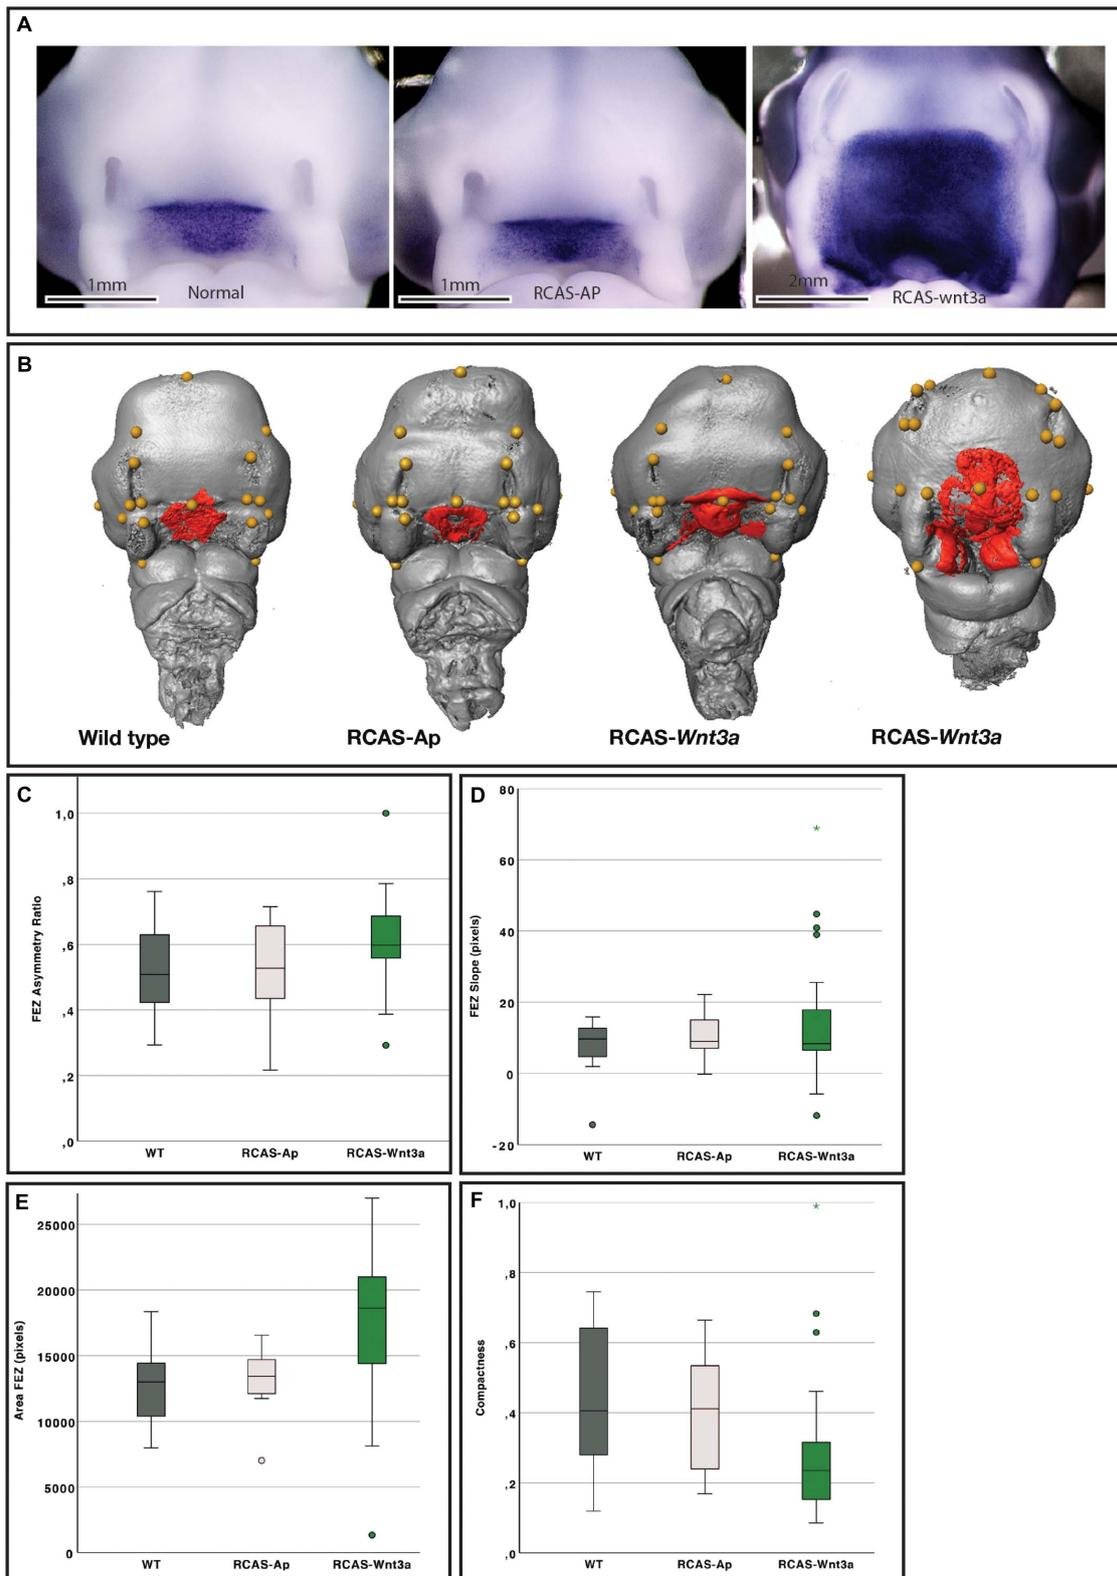 A
1mm
Normal
1mm
RCAS-AP
2mm
RCAS-wnt3a
B
Wild type
RCAS-Ap
RCAS-Wnt3a
RCAS-Wnt3a
C
FEZ Asymmetry Ratio
1,0
,8
,6
,4
,2
,0
WT
RCAS-Ap
RCAS-Wnt3a
D
FEZ Slope (pixels)
80
60
40
20
0
-20
WT
RCAS-Ap
RCAS-Wnt3a
E
Area FEZ (pixels)
25000
20000
15000
10000
5000
0
WT
RCAS-Ap
RCAS-Wnt3a
F
Compactness
1,0
,8
,6
,4
,2
,0
WT
RCAS-Ap
RCAS-Wnt3a